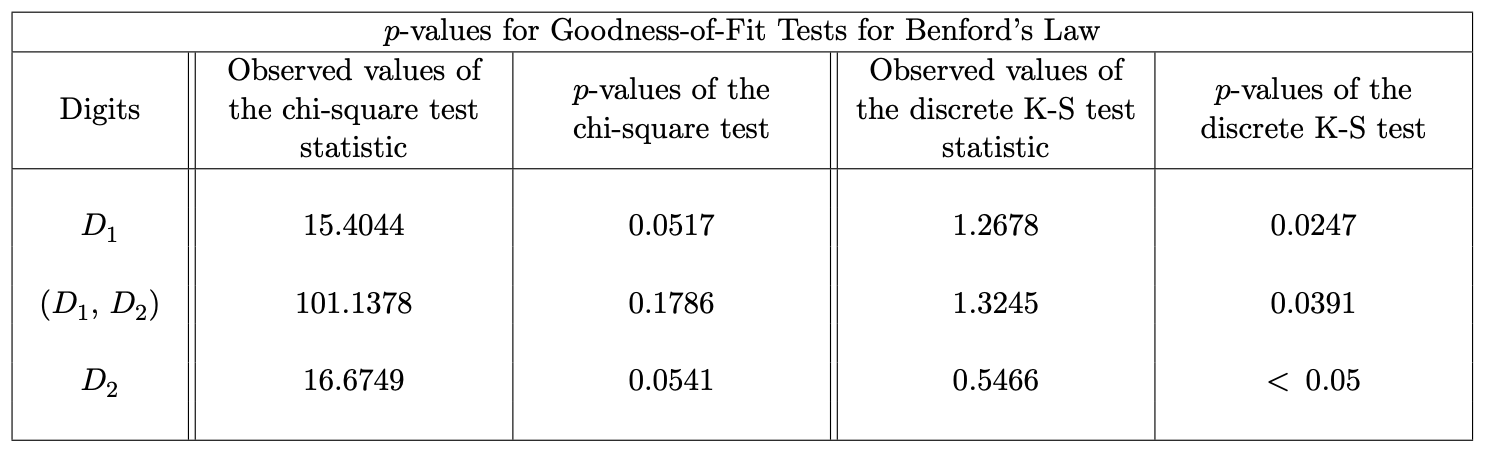 p-values for Goodness-of-Fit Tests for Benford's Law
Digits
Observed values of
the chi-square test
statistic
p-values of the
chi-square test
Observed values of
the discrete K-S test
statistic
p-values of the
discrete K-S test
D₁ 15.4044 0.0517 1.2678 0.0247
(D₁, D₂) 101.1378 0.1786 1.3245 0.0391
D₂ 16.6749 0.0541 0.5466 < 0.05